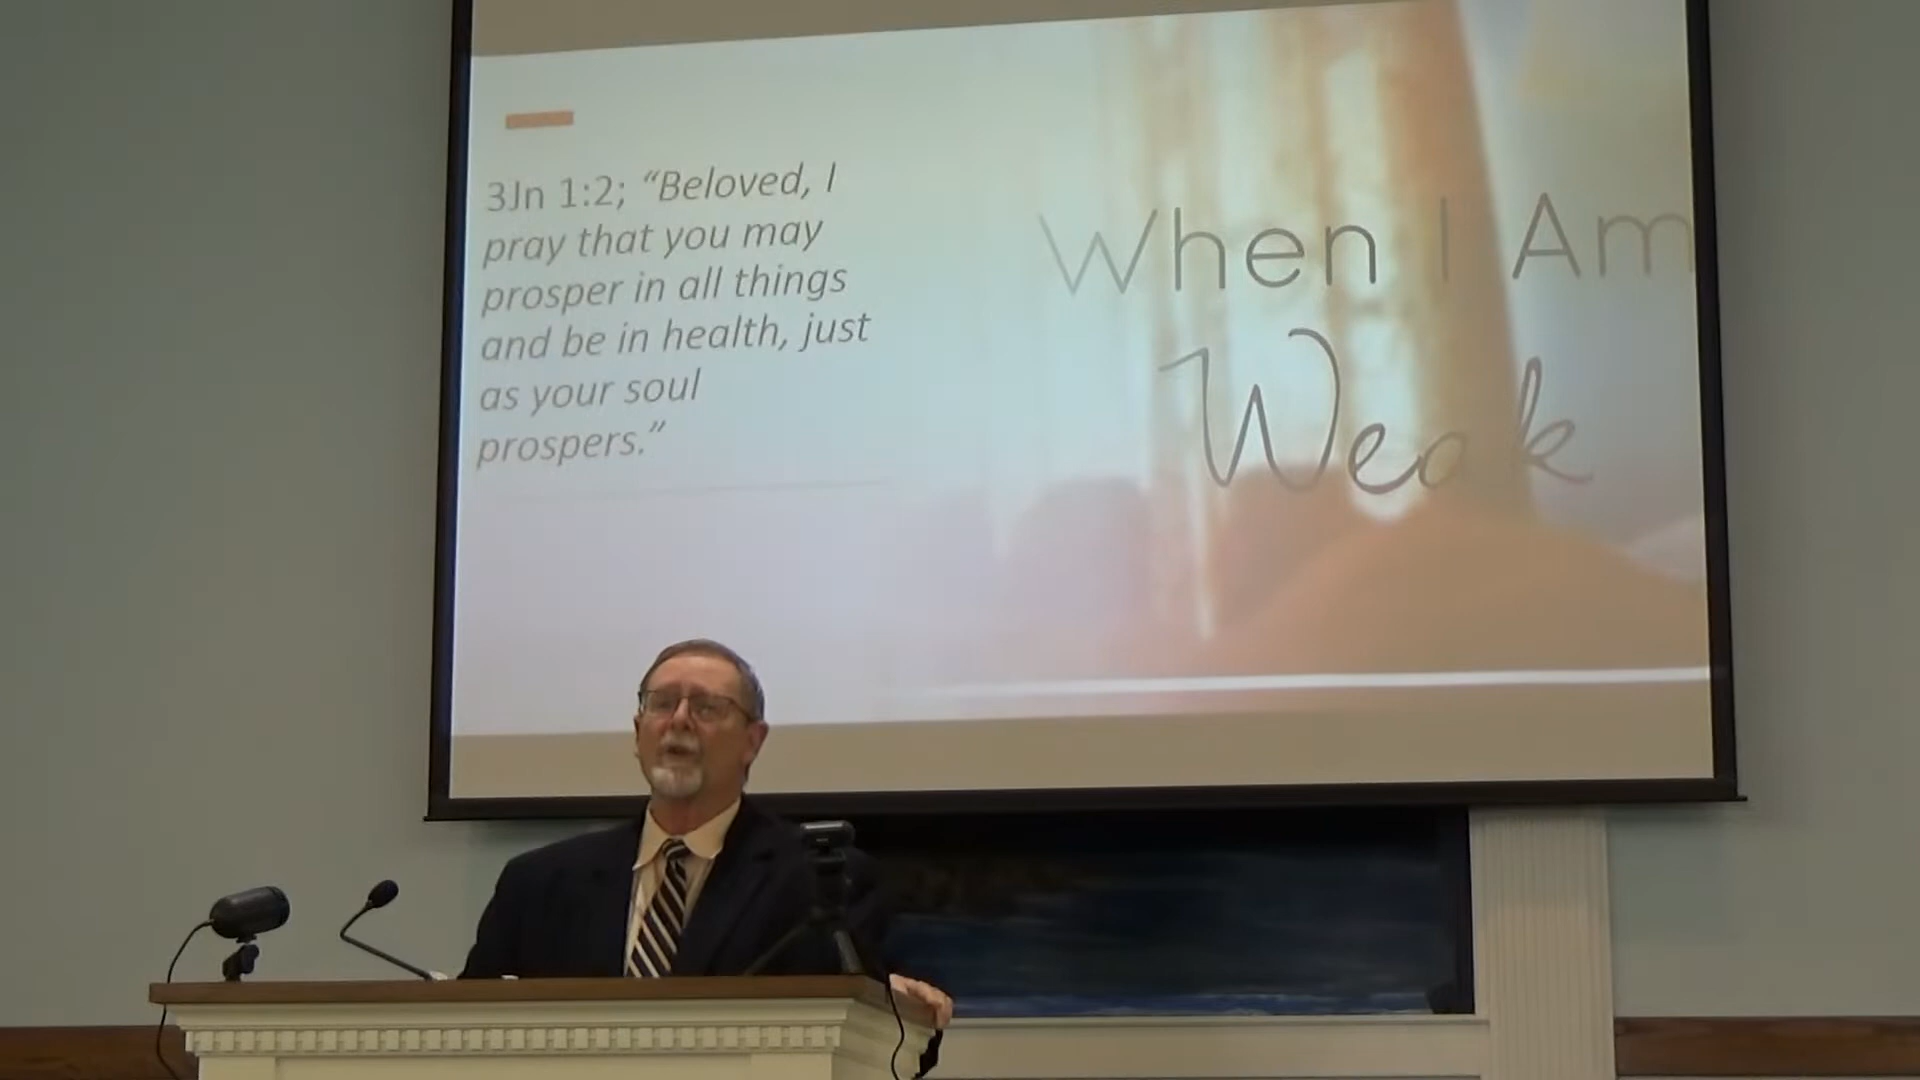 3Jn 1:2; “Beloved, I
pray that you may
prosper in all things
and be in health, just
as your soul
prospers.”
When I Am
Weak